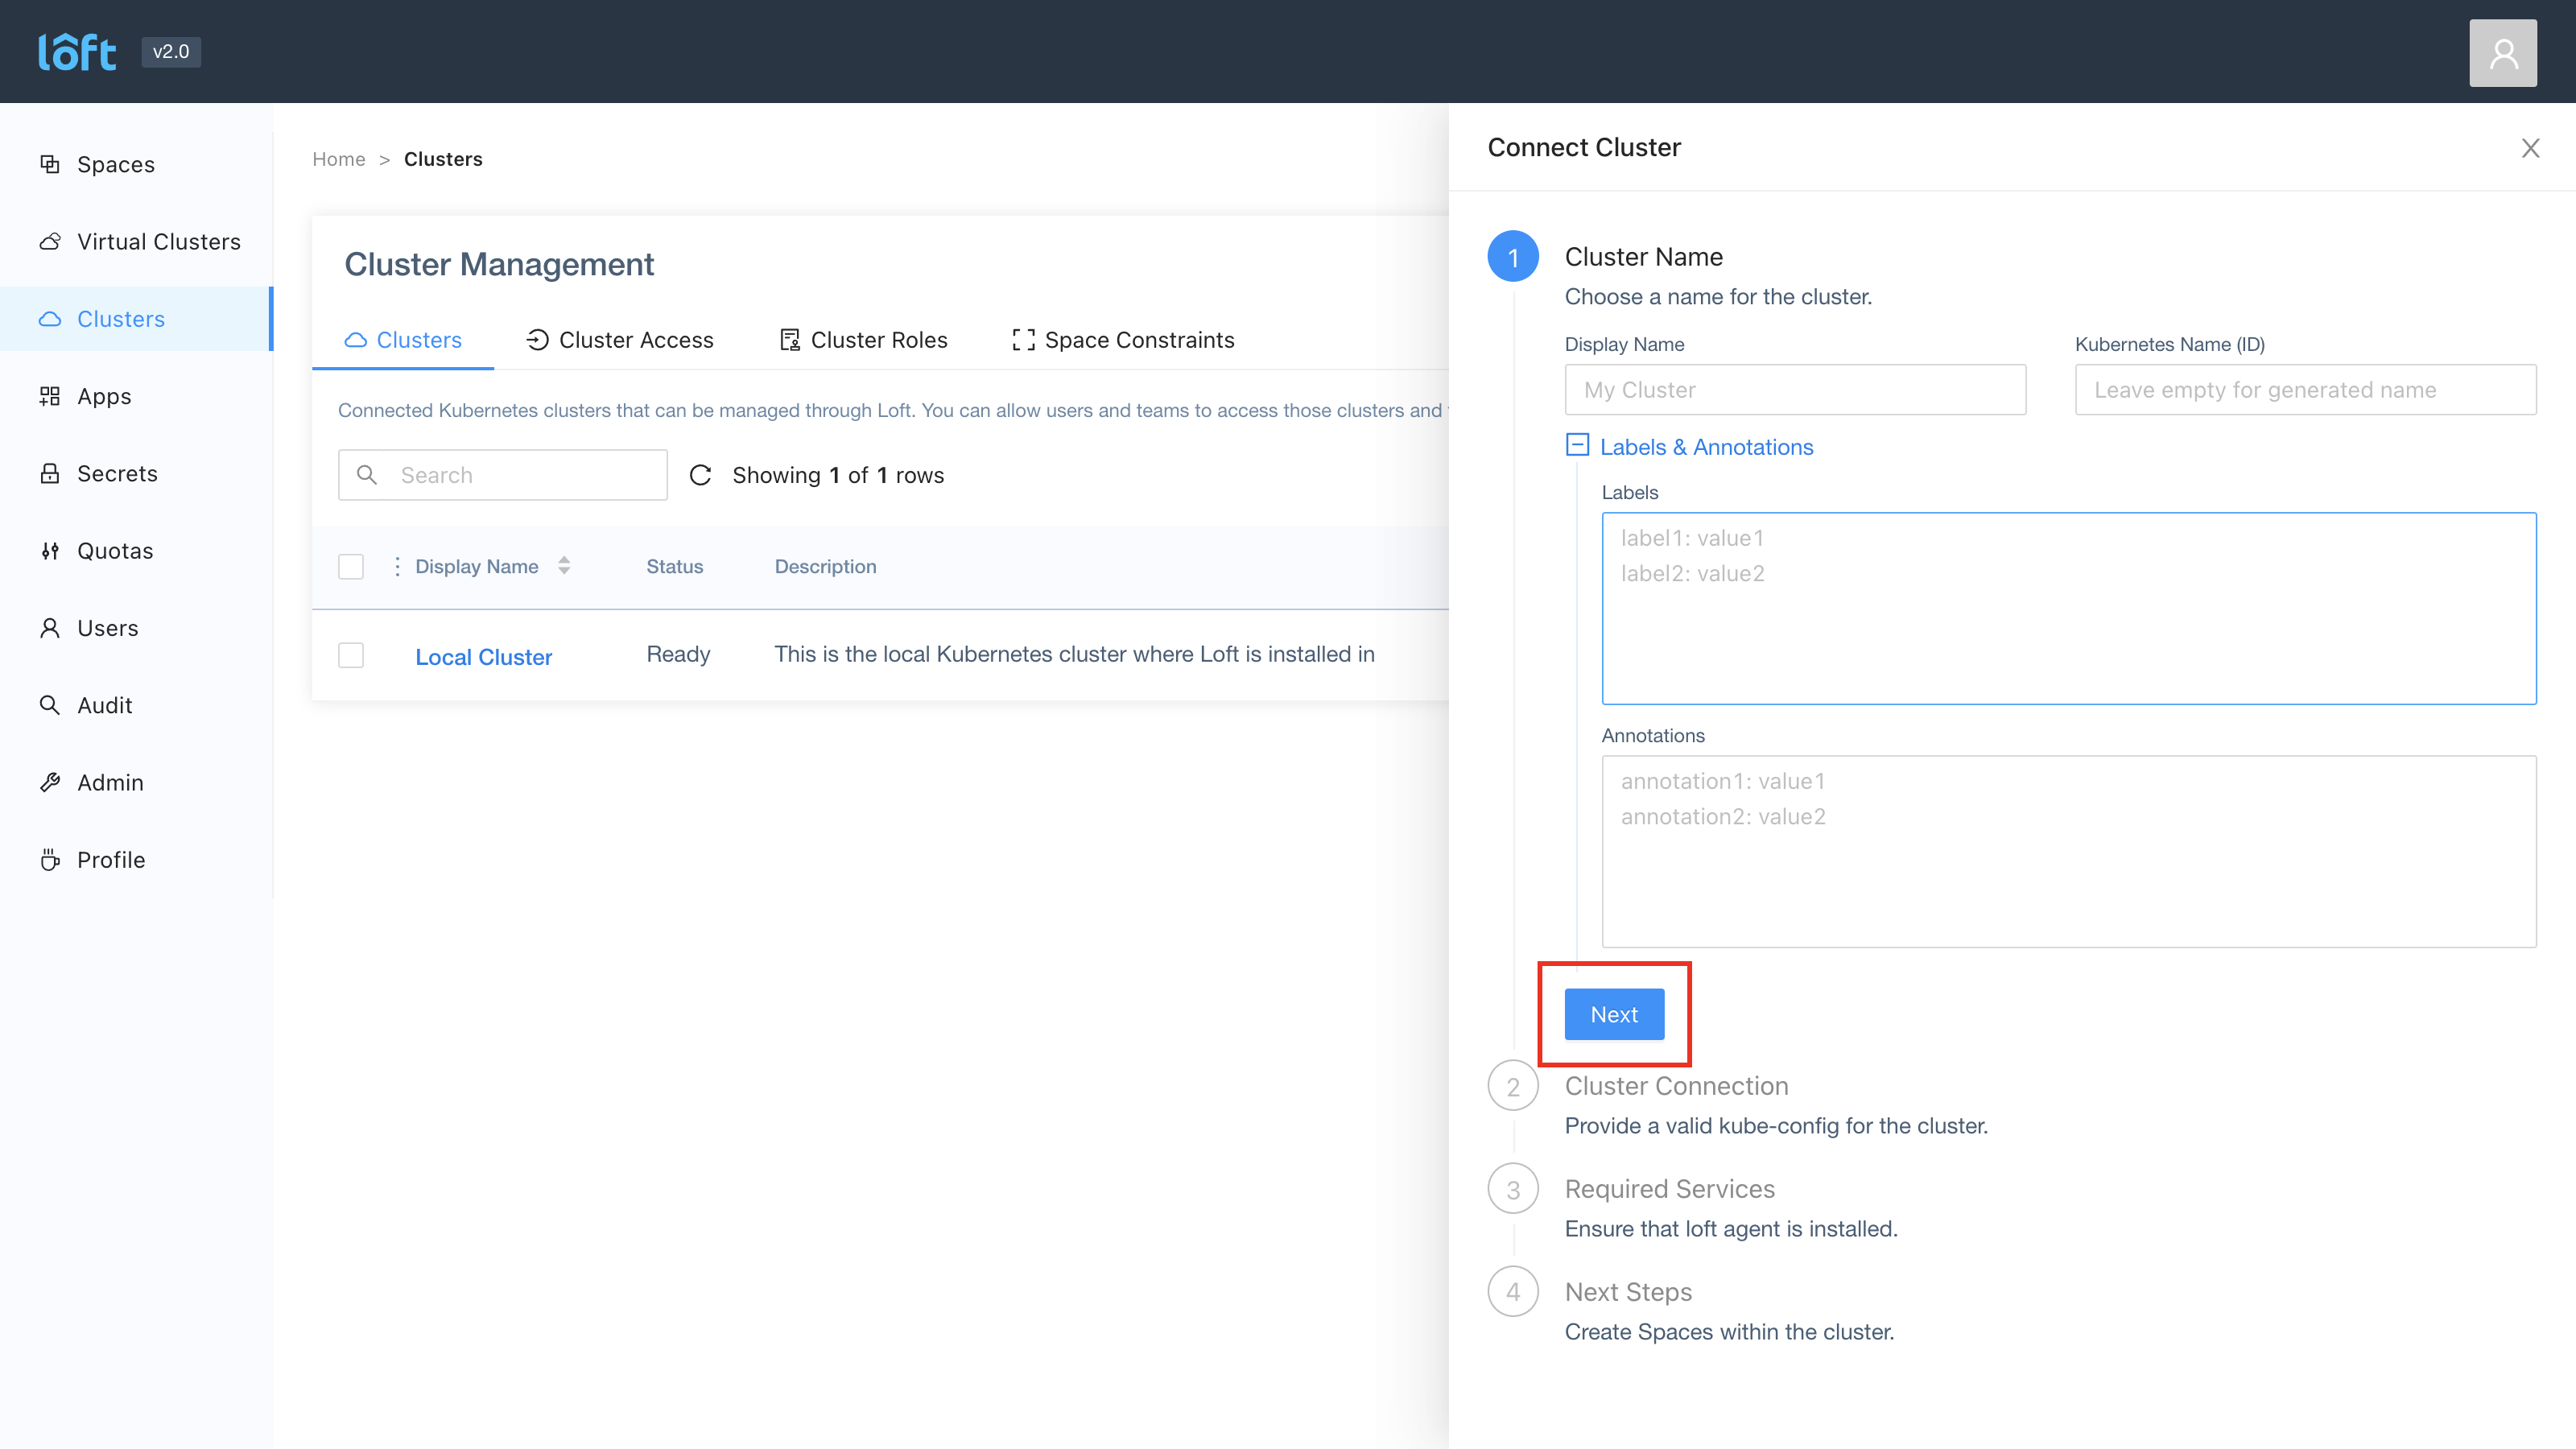 loft v2.0
Spaces
Virtual Clusters
Clusters
Apps
Secrets
Quotas
Users
Audit
Admin
Profile
Home > Clusters
Cluster Management
Clusters Cluster Access Cluster Roles Space Constraints
Connected Kubernetes clusters that can be managed through Loft. You can allow users and teams to access those clusters and
Search Showing 1 of 1 rows
Display Name Status Description
Local Cluster Ready This is the local Kubernetes cluster where Loft is installed in
Connect Cluster
1 Cluster Name
Choose a name for the cluster.
Display Name Kubernetes Name (ID)
My Cluster Leave empty for generated name
Labels & Annotations
Labels
label1: value1
label2: value2
Annotations
annotation1: value1
annotation2: value2
Next
2 Cluster Connection
Provide a valid kube-config for the cluster.
3 Required Services
Ensure that loft agent is installed.
4 Next Steps
Create Spaces within the cluster.